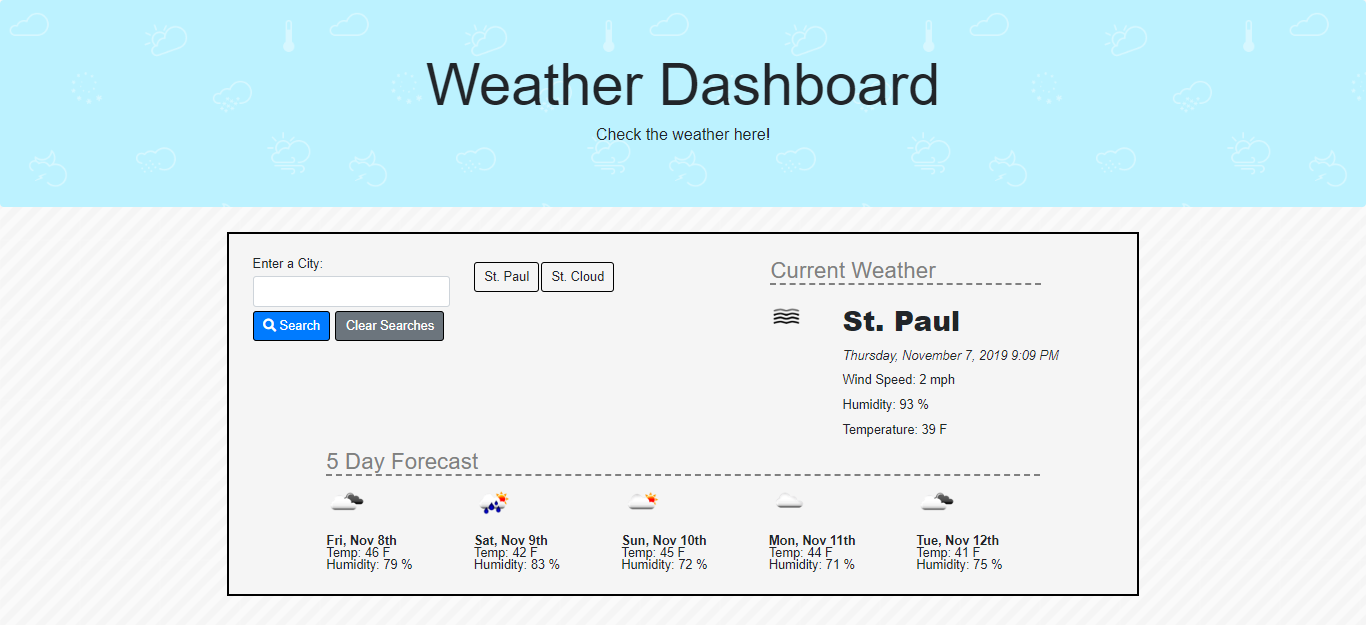 Weather Dashboard
Check the weather here!
Enter a City:
Search Clear Searches
St. Paul St. Cloud
Current Weather
St. Paul
Thursday, November 7, 2019 9:09 PM
Wind Speed: 2 mph
Humidity: 93 %
Temperature: 39 F
5 Day Forecast
Fri, Nov 8th
Temp: 46 F
Humidity: 79 %
Sat, Nov 9th
Temp: 42 F
Humidity: 83 %
Sun, Nov 10th
Temp: 45 F
Humidity: 72 %
Mon, Nov 11th
Temp: 44 F
Humidity: 71 %
Tue, Nov 12th
Temp: 41 F
Humidity: 75 %